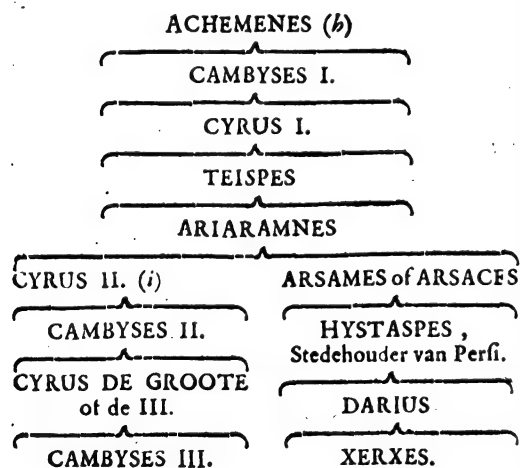 ACHEMENES (h)
CAMBYSES I.
CYRUS I.
TEISPES
ARIARAMNES
CYRUS II. (i)
CAMBYSES II.
CYRUS DE GROOTE
of de III.
CAMBYSES III.
ARSAMES of ARSACES
HYSTASPES ,
Stedehouder van Persi.
DARIUS
XERXES.